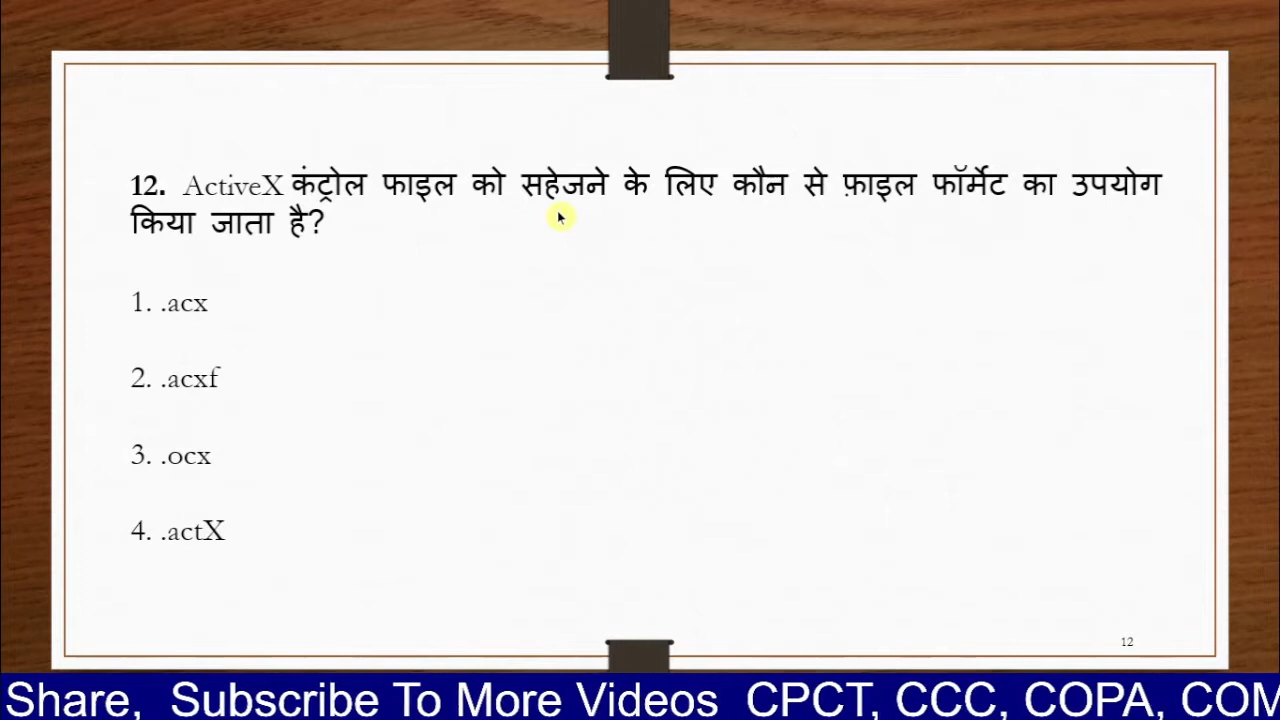 12. ActiveX कंट्रोल फाइल को सहेजने के लिए कौन से फ़ाइल फॉर्मेट का उपयोग
किया जाता है?
1. .acx
2. .acxf
3. .ocx
4. .actX
12
Share, Subscribe To More Videos CPCT, CCC, COPA, COM